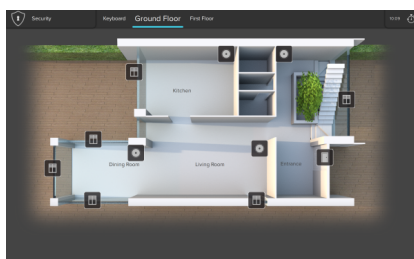 Security
Keyboard Ground Floor First Floor
Kitchen
Dining Room Living Room Entrance